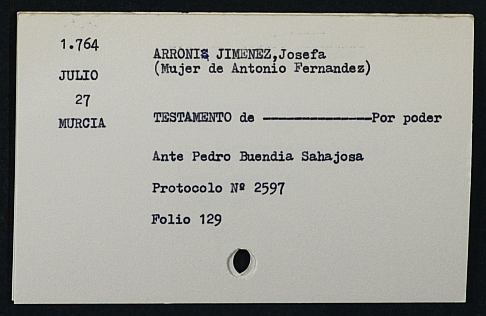 1.764
JULIO
27
MURCIA
ARRONIS JIMENEZ,Josefa
(Mujer de Antonio Fernandez)
TESTAMENTO de ----------------Por poder
Ante Pedro Buendia Sahajosa
Protocolo Nº 2597
Folio 129